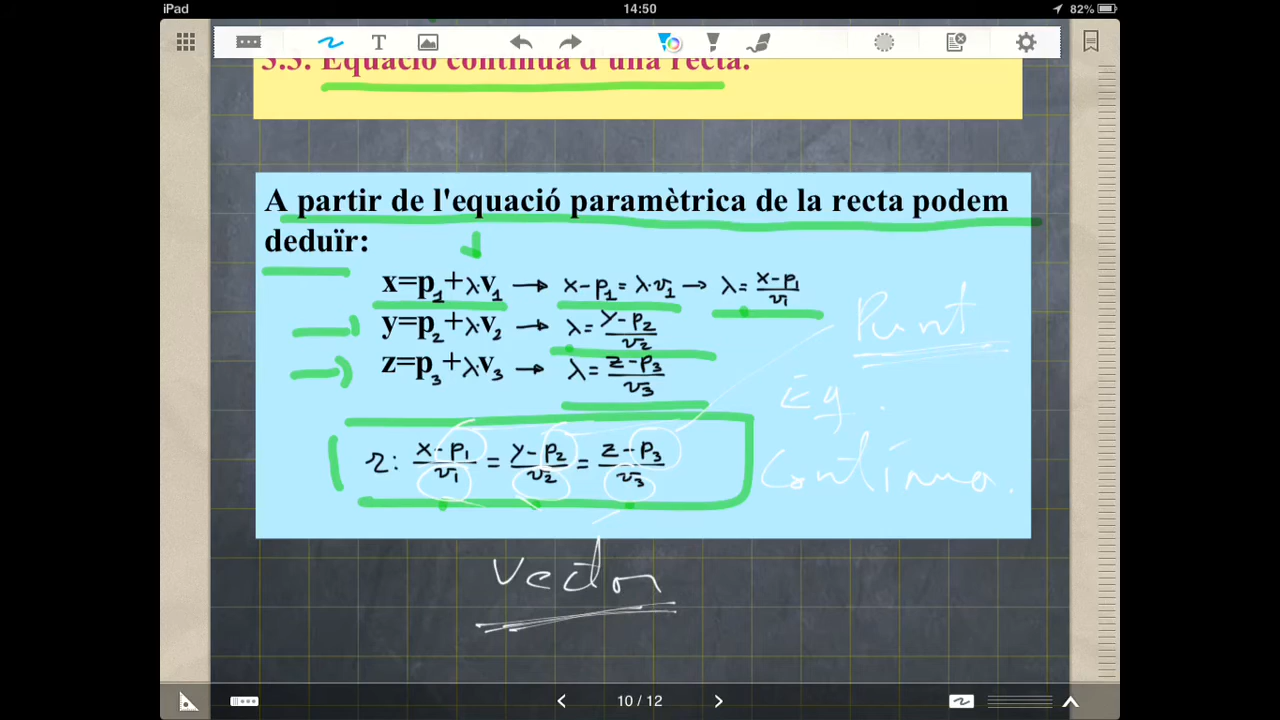 iPad 14:50 82%
T
3.3. Equació contínua d'una recta.
A partir de l'equació paramètrica de la recta podem
deduïr:
x=p₁+λv₁ → x-p₁=λ·v₁ → λ=(x-p₁)/v₁
y=p₂+λv₂ → λ=(y-p₂)/v₂
z=p₃+λv₃ → λ=(z-p₃)/v₃
Punt
Eq.
Contínua.
r: (x-p₁)/v₁ = (y-p₂)/v₂ = (z-p₃)/v₃
Vector
10 / 12